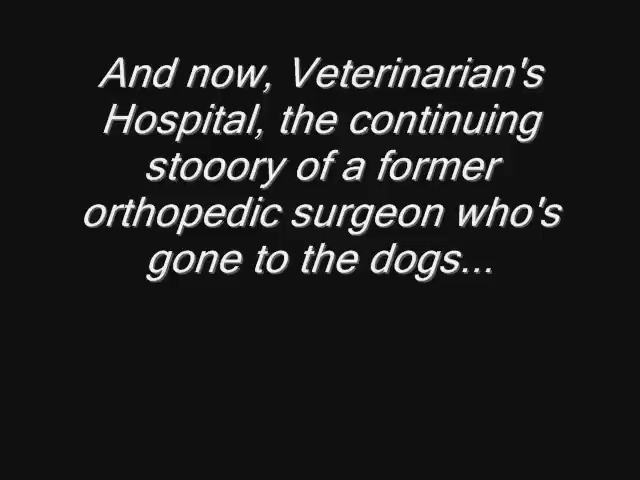 And now, Veterinarian's
Hospital, the continuing
stooory of a former
orthopedic surgeon who's
gone to the dogs...